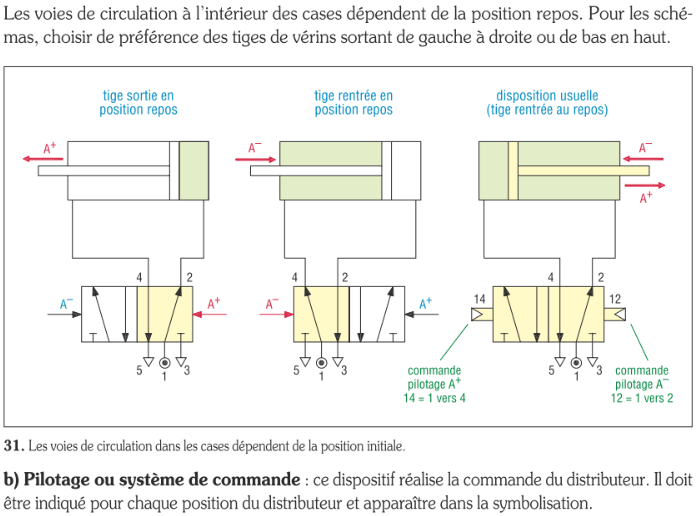 Les voies de circulation à l'intérieur des cases dépendent de la position repos. Pour les sché-
mas, choisir de préférence des tiges de vérins sortant de gauche à droite ou de bas en haut.
tige sortie en
position repos
tige rentrée en
position repos
disposition usuelle
(tige rentrée au repos)
A+
A−
A−
A+
4
2
4
2
4
2
A−
A+
A−
A+
14
12
5
1
3
5
1
3
5
1
3
commande
pilotage A+
14 = 1 vers 4
commande
pilotage A−
12 = 1 vers 2
31. Les voies de circulation dans les cases dépendent de la position initiale.
b) Pilotage ou système de commande : ce dispositif réalise la commande du distributeur. Il doit
être indiqué pour chaque position du distributeur et apparaître dans la symbolisation.